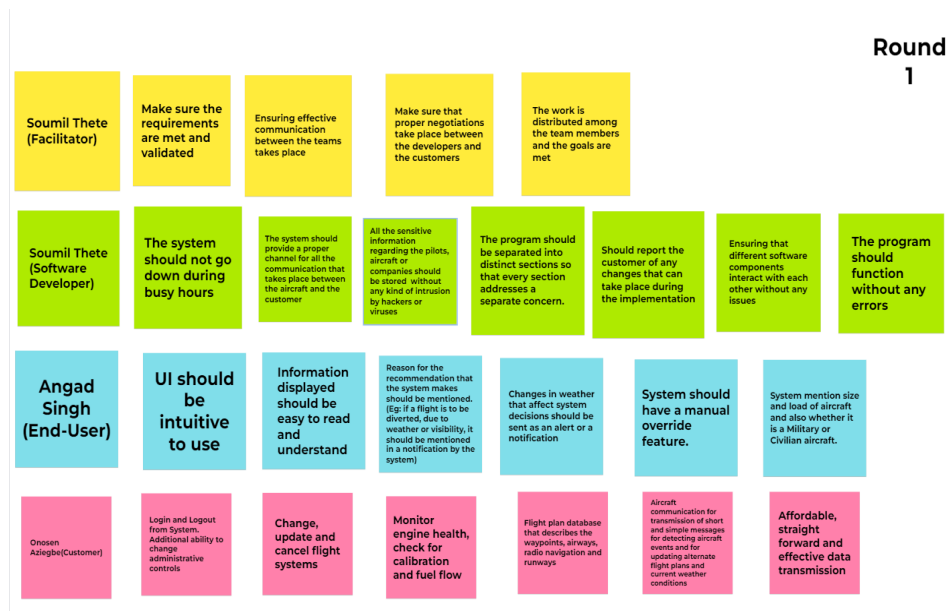 Round
1
Soumil Thete
(Facilitator)
Make sure the
requirements
are met and
validated
Ensuring effective
communication
between the teams
takes place
Make sure that
proper negotiations
take place between
the developers and
the customers
The work is
distributed among
the team members
and the goals are
met
Soumil Thete
(Software
Developer)
The system
should not go
down during
busy hours
The system should
provide a proper
channel for all the
communication that
takes place between
the aircraft and the
customer
All the sensitive
information
regarding the pilots,
aircraft or
companies should
be stored without
any kind of intrusion
by hackers or
viruses
The program should
be separated into
distinct sections so
that every section
addresses a
separate concern.
Should report the
customer of any
changes that can
take place during
the implementation
Ensuring that
different software
components
interact with each
other without any
issues
The program
should
function
without any
errors
Angad
Singh
(End-User)
UI should
be
intuitive
to use
Information
displayed
should be
easy to read
and
understand
Reason for the
recommendation that
the system makes
should be mentioned.
(Eg: if a flight is to be
diverted, due to
weather or visibility, it
should be mentioned
in a notification by the
system)
Changes in weather
that affect system
decisions should be
sent as an alert or a
notification
System should
have a manual
override
feature.
System mention size
and load of aircraft
and also whether it
is a Military or
Civilian aircraft.
Onosen
Aziegbe(Customer)
Login and Logout
from System.
Additional ability to
change
administrative
controls
Change,
update and
cancel flight
systems
Monitor
engine health,
check for
calibration
and fuel flow
Flight plan database
that describes the
waypoints, airways,
radio navigation and
runways
Aircraft
communication for
transmission of short
and simple messages
for detecting aircraft
events and for
updating alternate
flight plans and
current weather
conditions
Affordable,
straight
forward and
effective data
transmission